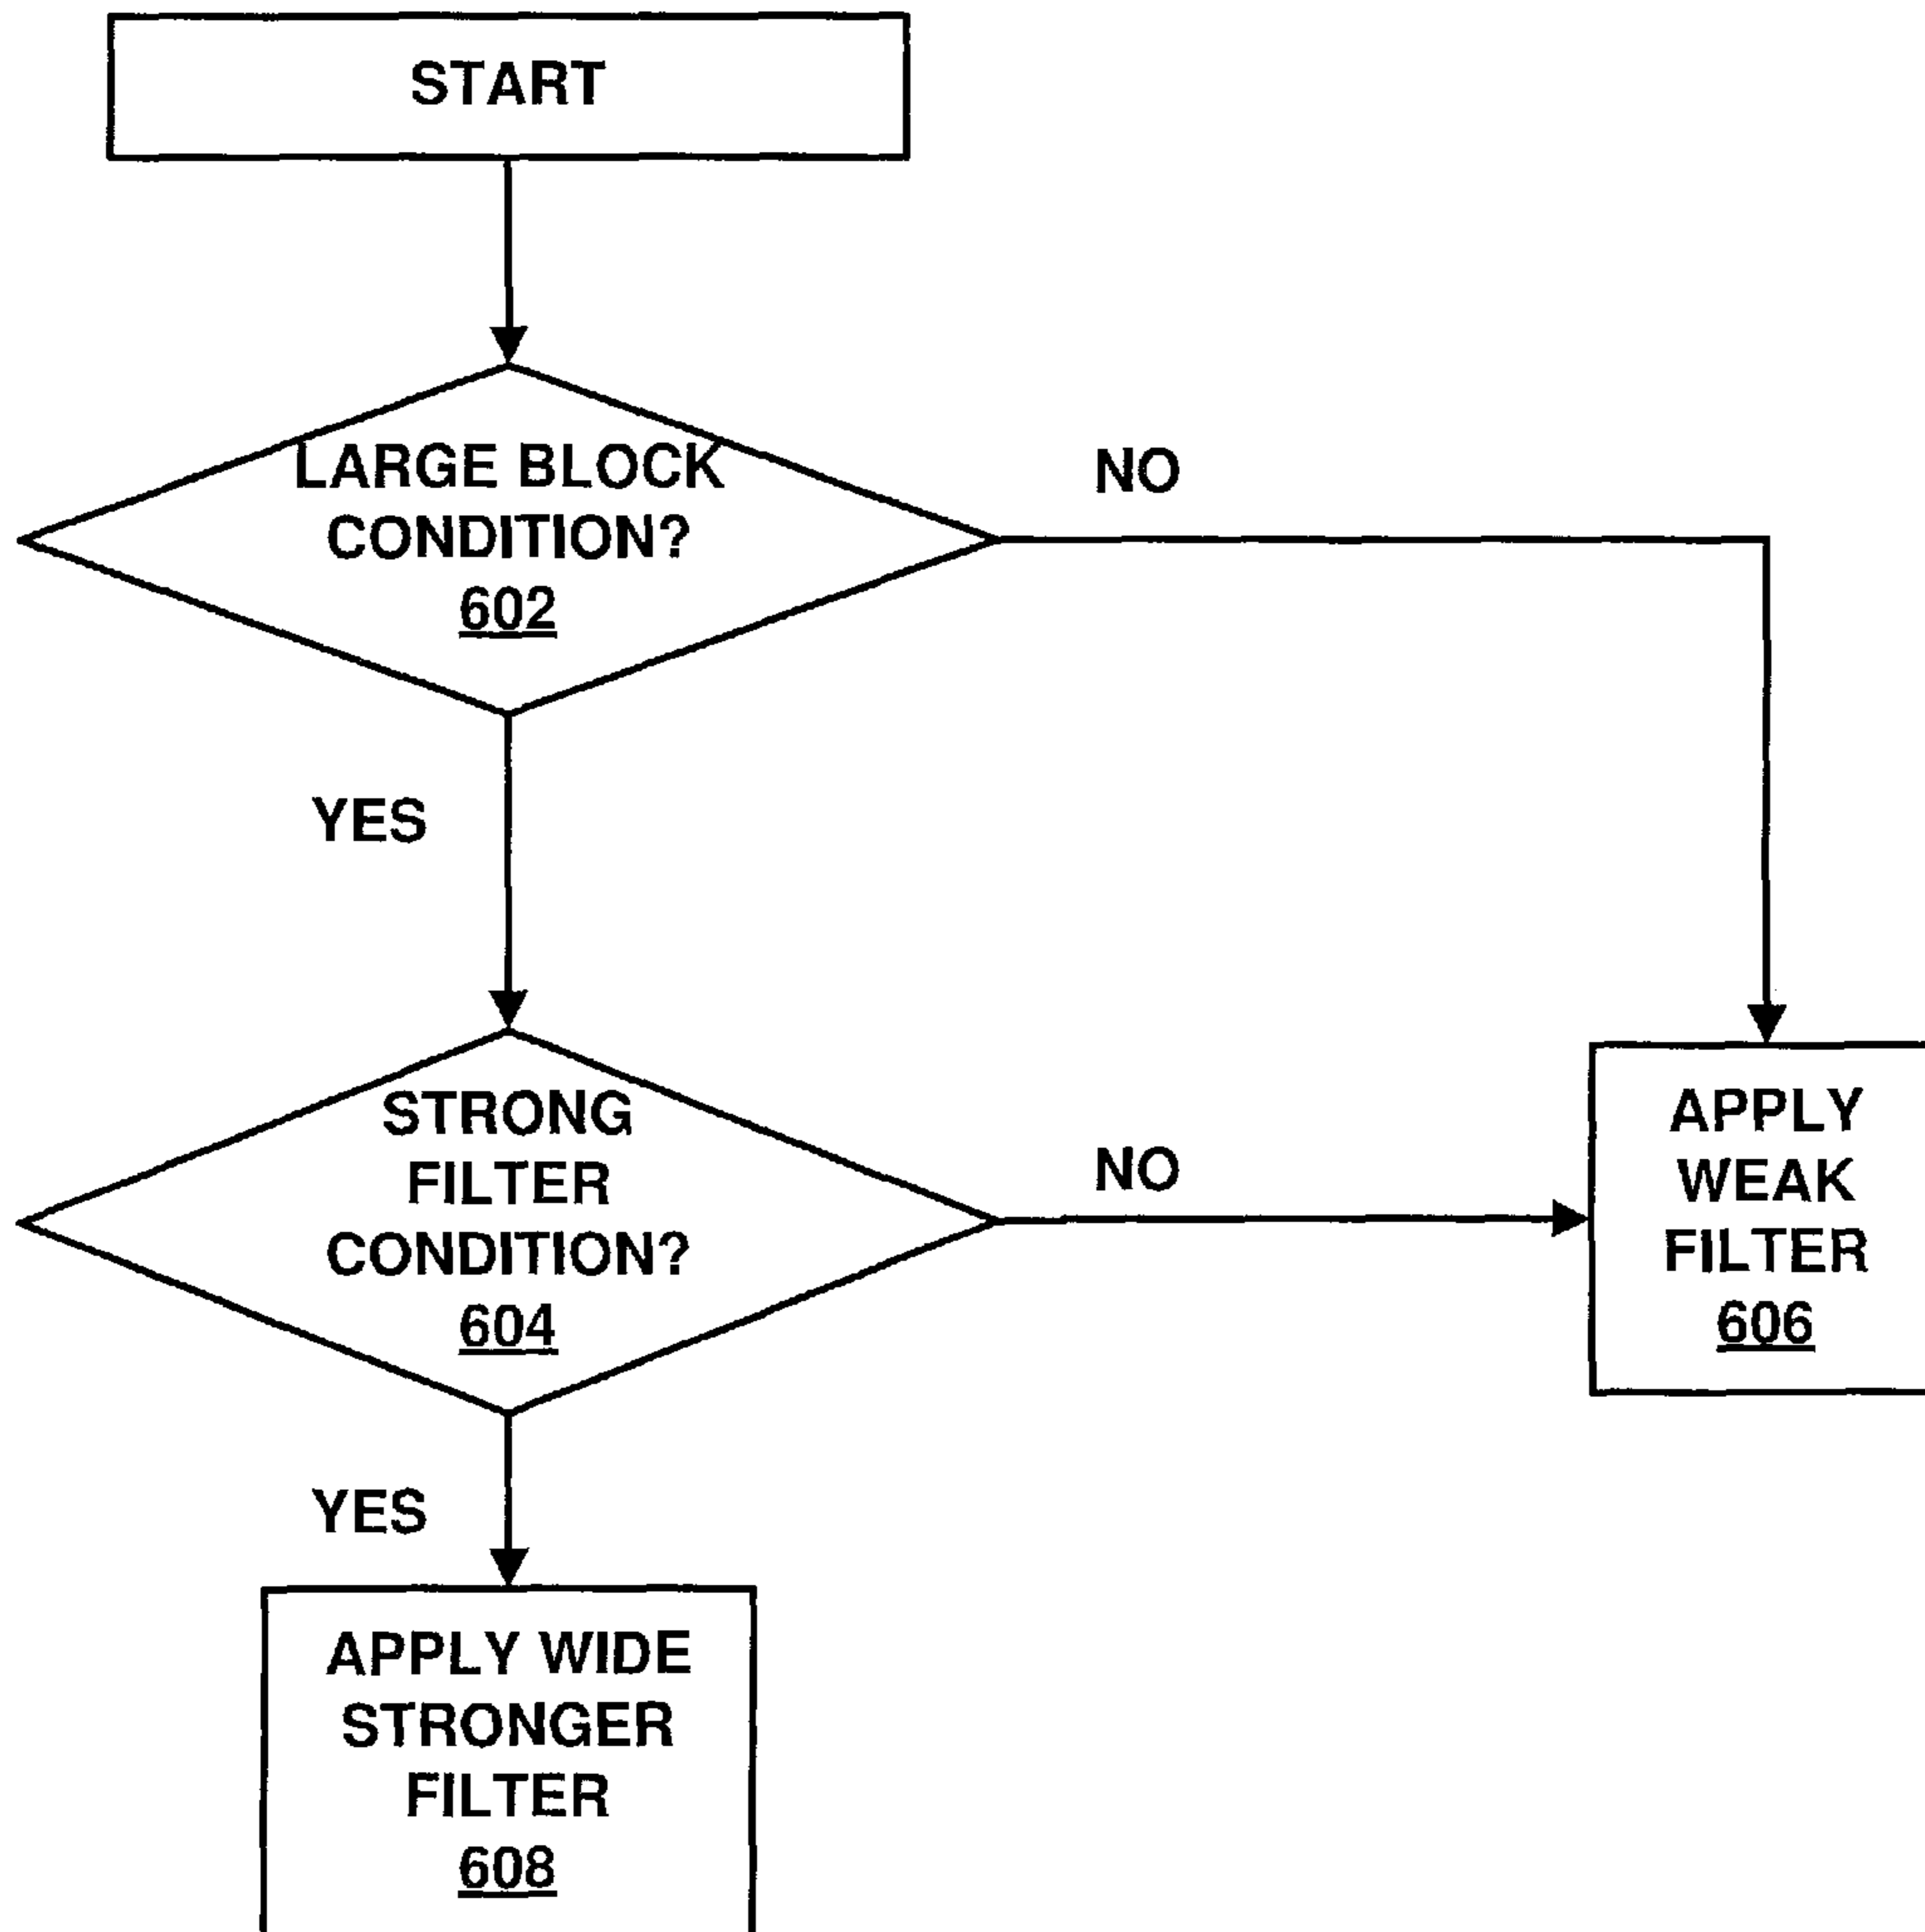 START
LARGE BLOCK
CONDITION?
602
NO
YES
STRONG
FILTER
CONDITION?
604
NO
APPLY
WEAK
FILTER
606
YES
APPLY WIDE
STRONGER
FILTER
608